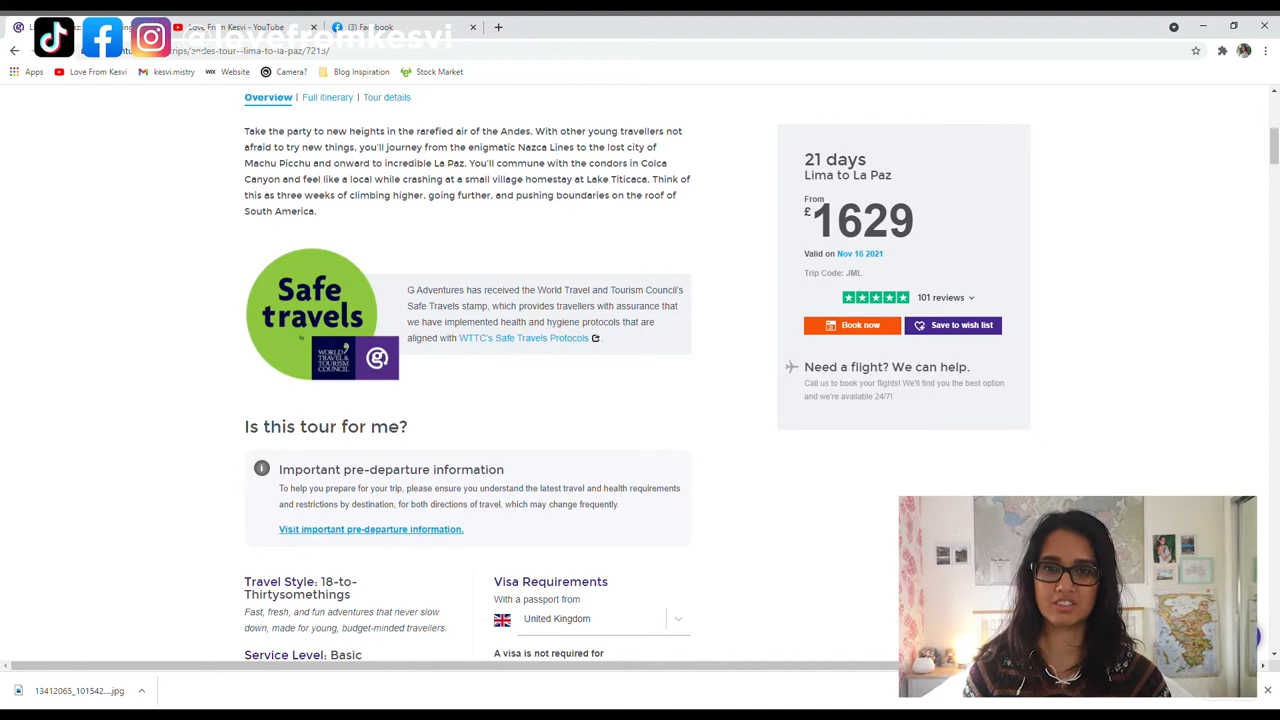 Love From Kesvi - YouTube
(3) Facebook
@lovefromkesvi
trips/andes-tour--lima-to-la-paz/7213/
Apps
Love From Kesvi
kesvi.mistry
WIX Website
Camera?
Blog Inspiration
Stock Market
Overview | Full itinerary | Tour details
Take the party to new heights in the rarefied air of the Andes. With other young travellers not
afraid to try new things, you'll journey from the enigmatic Nazca Lines to the lost city of
Machu Picchu and onward to incredible La Paz. You'll commune with the condors in Colca
Canyon and feel like a local while crashing at a small village homestay at Lake Titicaca. Think of
this as three weeks of climbing higher, going further, and pushing boundaries on the roof of
South America.
Safe
travels
by
WORLD
TRAVEL &
TOURISM
COUNCIL
G Adventures has received the World Travel and Tourism Council's
Safe Travels stamp, which provides travellers with assurance that
we have implemented health and hygiene protocols that are
aligned with WTTC's Safe Travels Protocols.
21 days
Lima to La Paz
From
£1629
Valid on Nov 16 2021
Trip Code: JML
101 reviews
Book now
Save to wish list
Need a flight? We can help.
Call us to book your flights! We'll find you the best option
and we're available 24/7!
Is this tour for me?
Important pre-departure information
To help you prepare for your trip, please ensure you understand the latest travel and health requirements
and restrictions by destination, for both directions of travel, which may change frequently.
Visit important pre-departure information.
Travel Style: 18-to-
Thirtysomethings
Fast, fresh, and fun adventures that never slow
down, made for young, budget-minded travellers.
Service Level: Basic
Visa Requirements
With a passport from
United Kingdom
A visa is not required for
13412065_101542....jpg